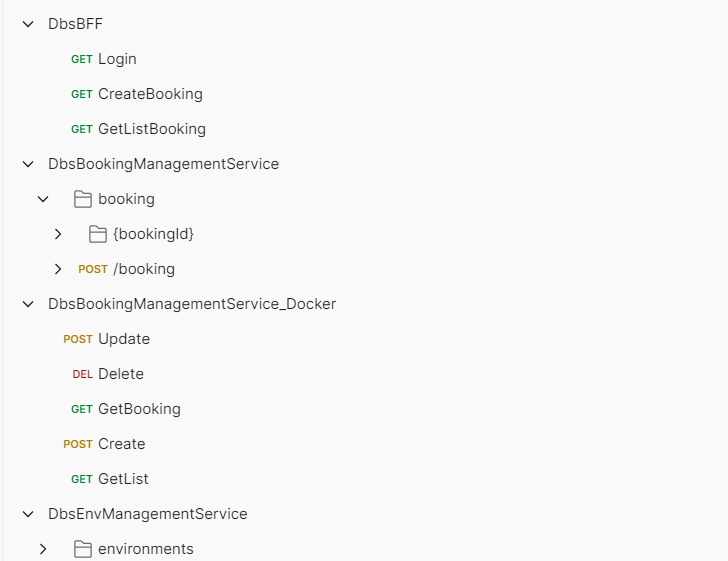 DbsBFF
GET Login
GET CreateBooking
GET GetListBooking
DbsBookingManagementService
booking
{bookingId}
POST /booking
DbsBookingManagementService_Docker
POST Update
DEL Delete
GET GetBooking
POST Create
GET GetList
DbsEnvManagementService
environments